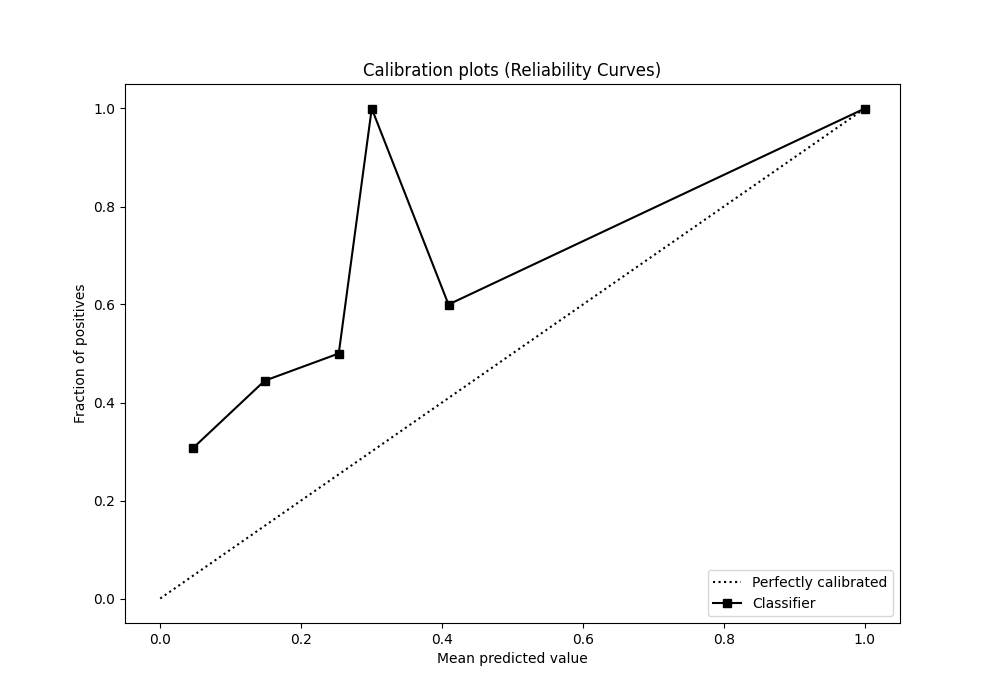 Calibration plots (Reliability Curves)
1.0
0.8
0.6
0.4
0.2
0.0
Fraction of positives
0.0 0.2 0.4 0.6 0.8 1.0
Mean predicted value
Perfectly calibrated
Classifier